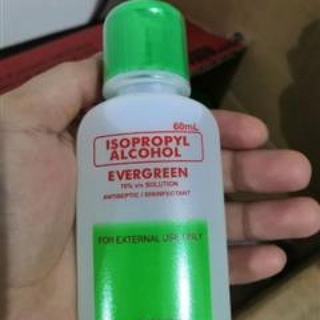 60mL
ISOPROPYL
ALCOHOL
EVERGREEN
70% v/v SOLUTION
ANTISEPTIC / DISINFECTANT
FOR EXTERNAL USE ONLY